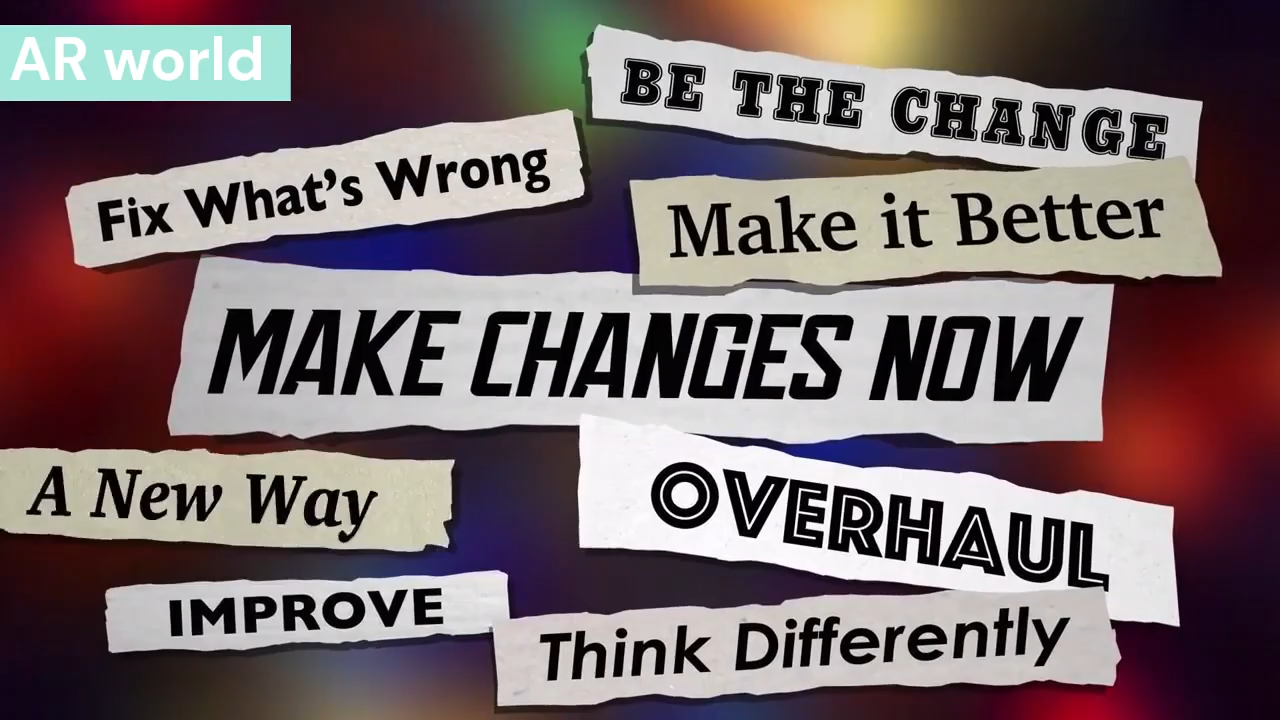 AR world
BE THE CHANGE
Fix What's Wrong
Make it Better
MAKE CHANGES NOW
A New Way
OVERHAUL
IMPROVE
Think Differently